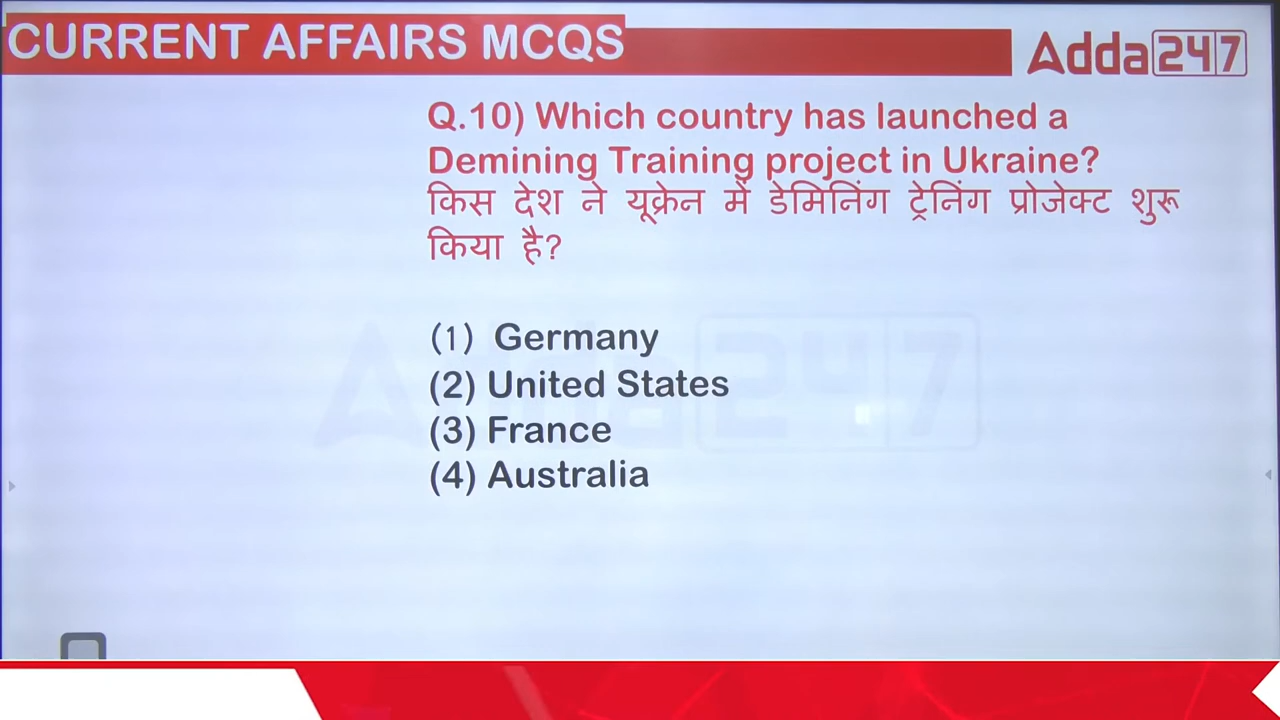 CURRENT AFFAIRS MCQS
Adda247
Q.10) Which country has launched a
Demining Training project in Ukraine?
किस देश ने यूक्रेन में डेमिनिंग ट्रेनिंग प्रोजेक्ट शुरू
किया है?
Adda247
(1) Germany
(2) United States
(3) France
(4) Australia